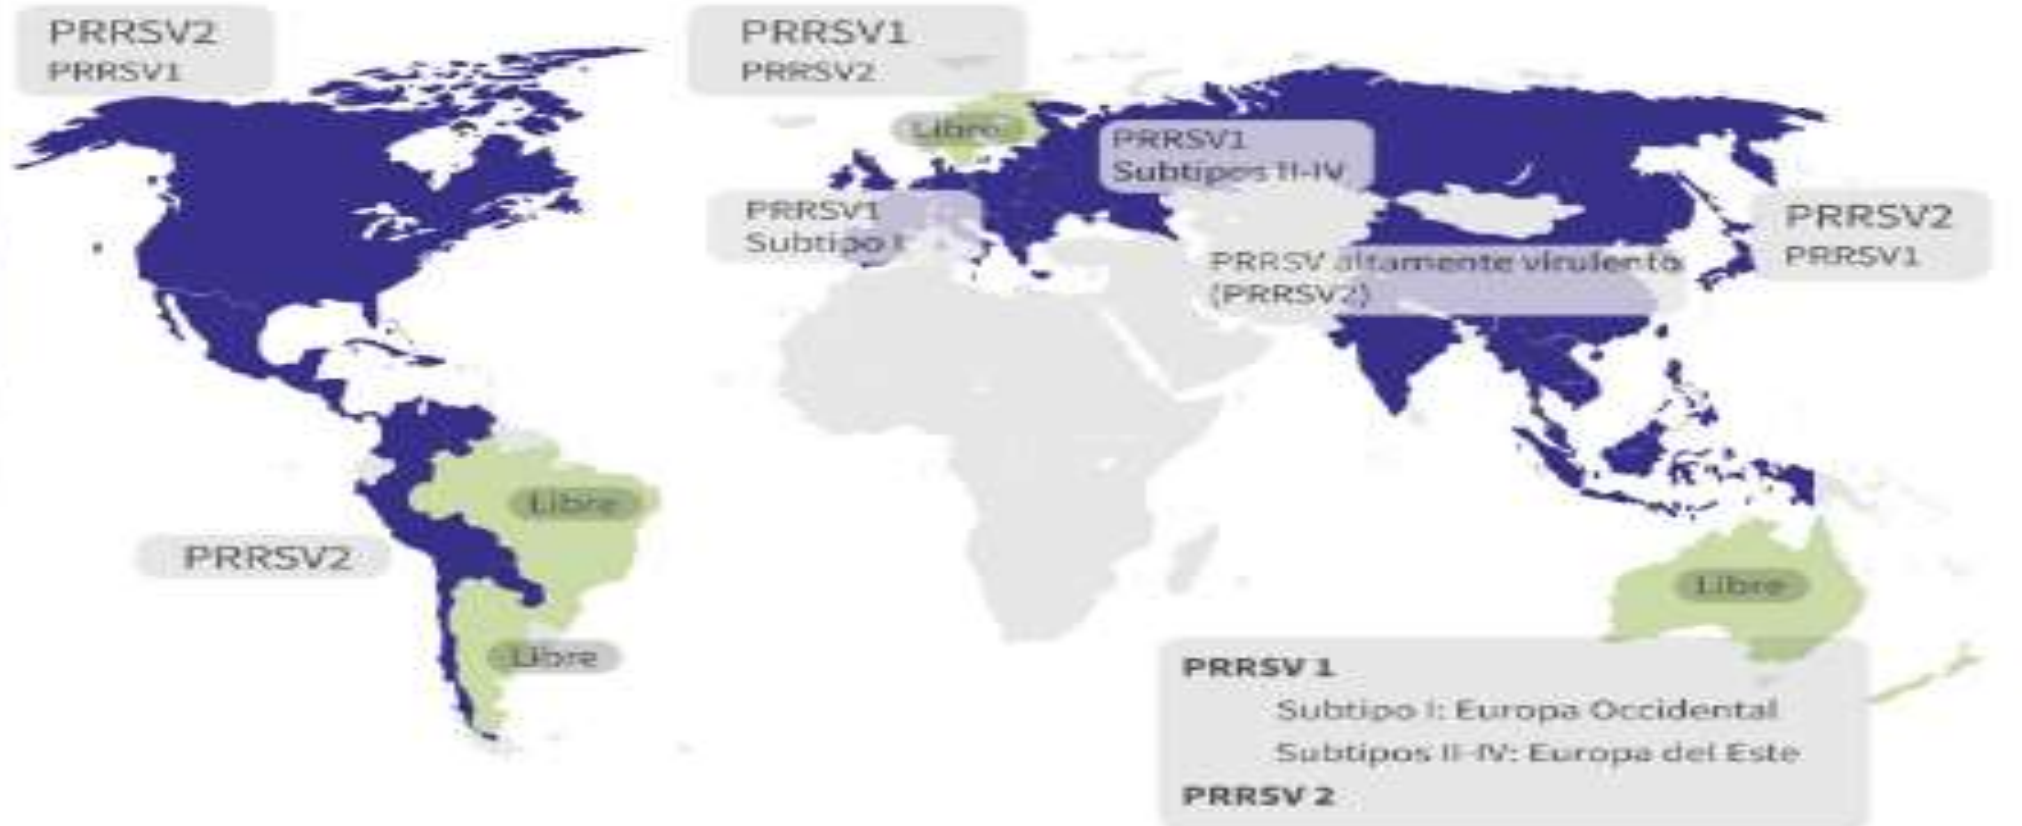 PRRSV2
PRRSV1
PRRSV1
PRRSV2
Libre
PRRSV1
Subtipos II-IV
PRRSV1
Subtipo I
PRRSV2
PRRSV1
PRRSV altamente virulento
(PRRSV2)
Libre
PRRSV2
Libre
Libre
PRRSV 1
Subtipo I: Europa Occidental
Subtipos II-IV: Europa del Este
PRRSV 2